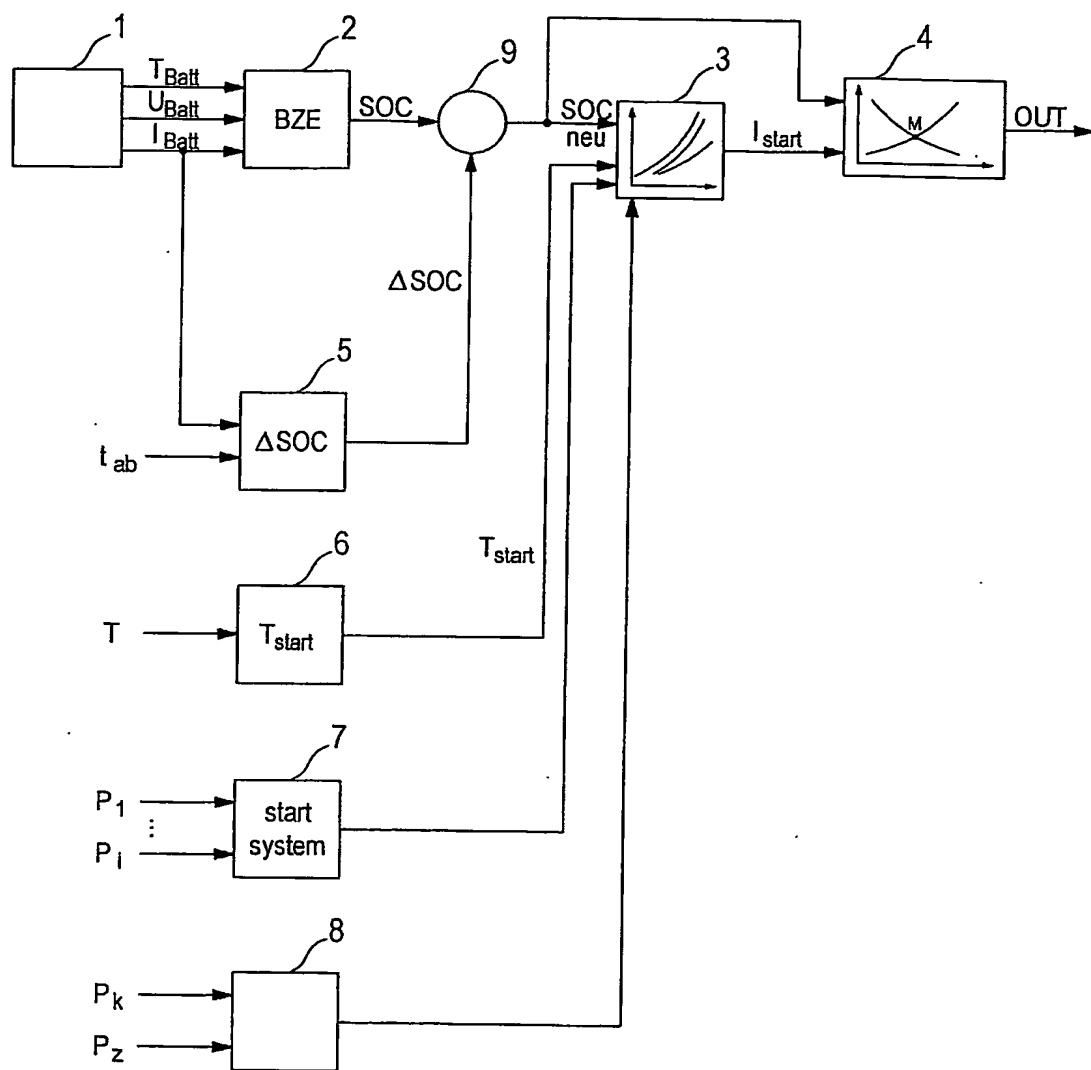 1
2
9
3
4
T_Batt
U_Batt
I_Batt
BZE
SOC
SOC
neu
I_start
M
OUT
ΔSOC
5
ΔSOC
t_ab
6
T_start
T
T_start
7
P_1
⋮
P_i
start
system
8
P_k
P_z